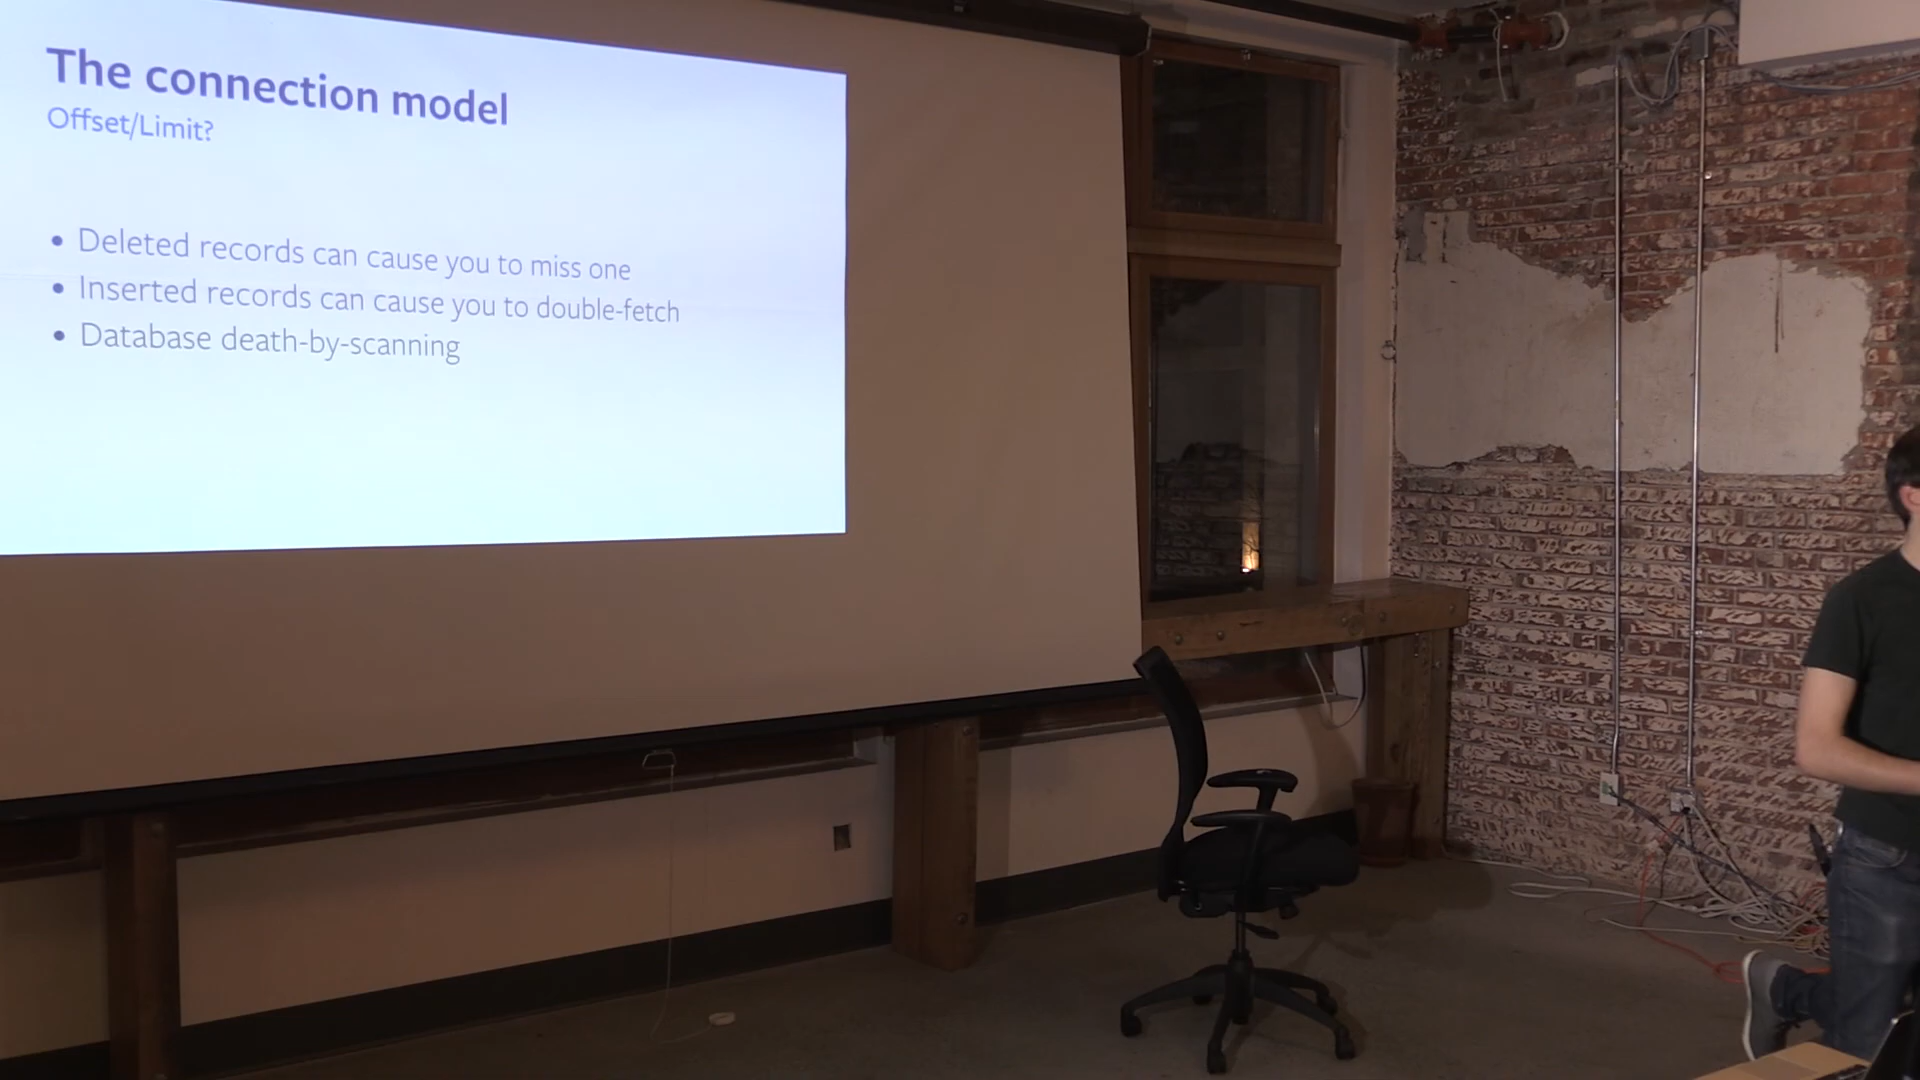 The connection model
Offset/Limit?
• Deleted records can cause you to miss one
• Inserted records can cause you to double-fetch
• Database death-by-scanning